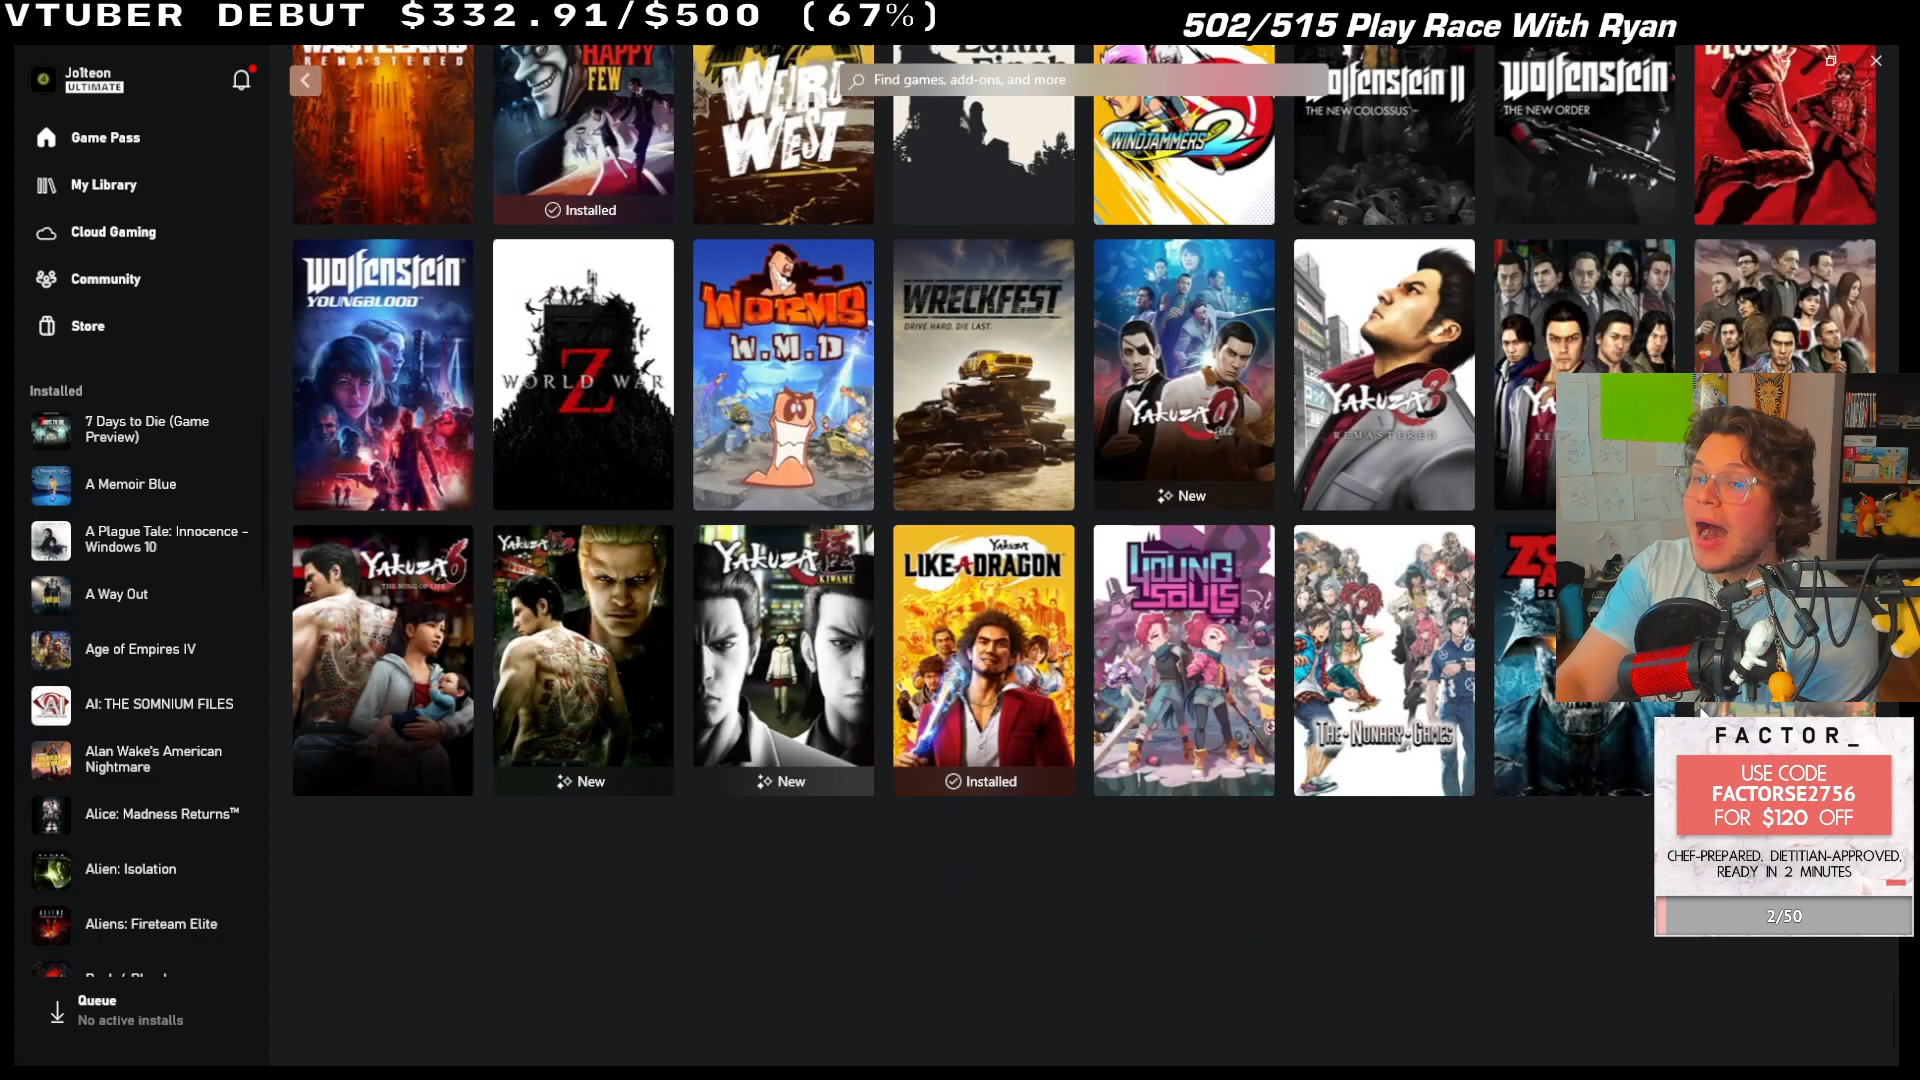 VTUBER DEBUT $332.91/$500 (67%)
502/515 Play Race With Ryan
Jo1teon
ULTIMATE
Game Pass
My Library
Cloud Gaming
Community
Store
Installed
7 Days to Die (Game
Preview)
A Memoir Blue
A Plague Tale: Innocence -
Windows 10
A Way Out
Age of Empires IV
AI: THE SOMNIUM FILES
Alan Wake's American
Nightmare
Alice: Madness Returns™
Alien: Isolation
Aliens: Fireteam Elite
Queue
No active installs
Find games, add-ons, and more
WASTELAND
REMASTERED
HAPPY
FEW
Installed
WEIRD
WEST
WINDJAMMERS 2
Wolfenstein II
THE NEW COLOSSUS
Wolfenstein
THE NEW ORDER
BLOOD
Wolfenstein
YOUNGBLOOD
WORLD WAR
Z
WORMS
W.M.D
WRECKFEST
DRIVE HARD. DIE LAST.
Yakuza 0
New
Yakuza 3
REMASTERED
Yakuza 6
THE SONG OF LIFE
Yakuza 極 2
New
Yakuza 極
KIWAMI
New
Yakuza
LIKE A DRAGON
Installed
YOUNG
SOULS
THE NONARY GAMES
FACTOR_
USE CODE
FACTORSE2756
FOR $120 OFF
CHEF-PREPARED, DIETITIAN-APPROVED,
READY IN 2 MINUTES
2/50